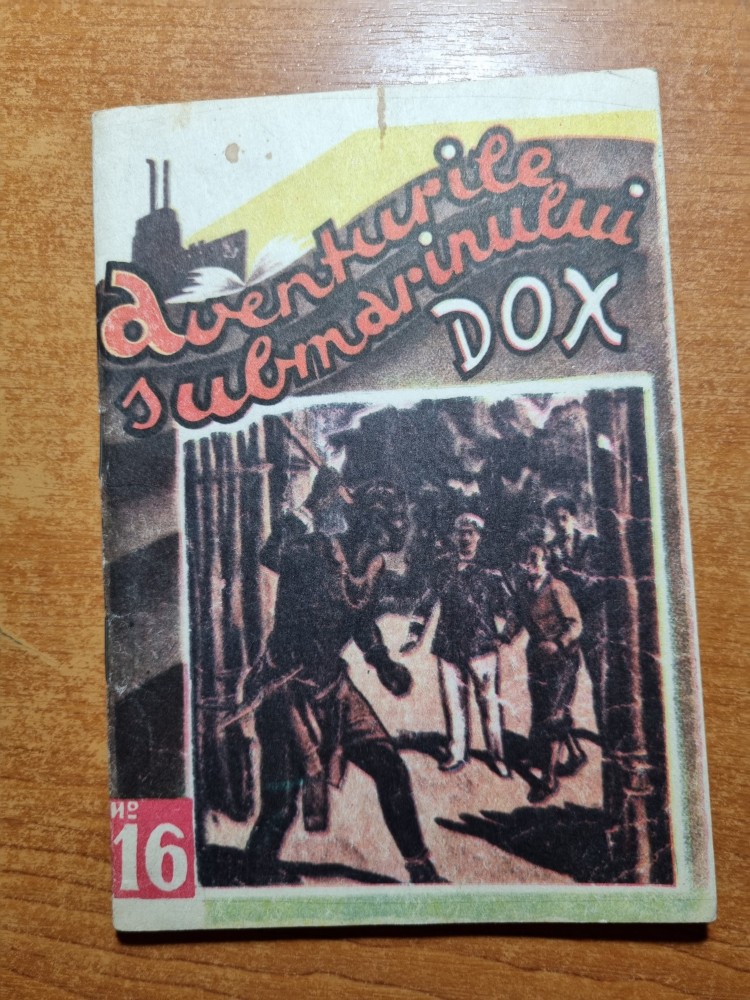 aventurile
submarinului
DOX
Nº
16